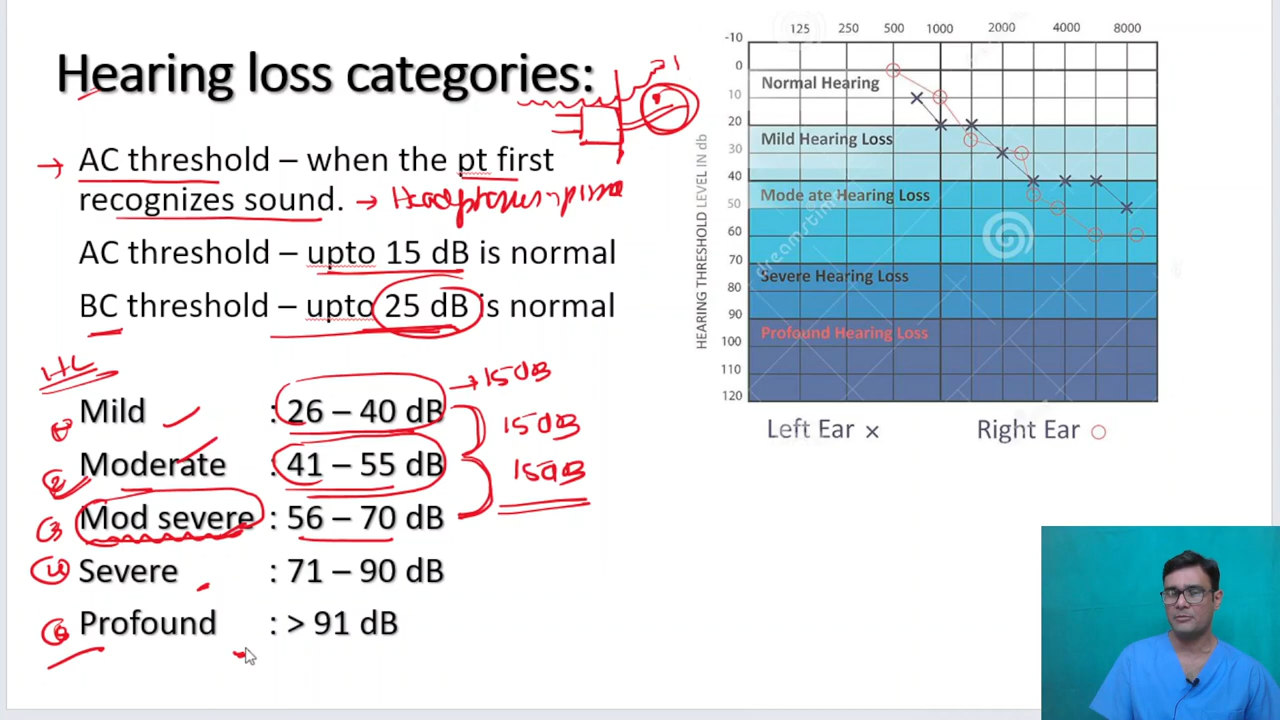 Hearing loss categories:
→ AC threshold – when the pt first
recognizes sound. →
AC threshold – upto 15 dB is normal
BC threshold – upto 25 dB is normal
HL
Mild : 26 – 40 dB → 15dB
15dB
Moderate : 41 – 55 dB
15dB
③ Mod severe : 56 – 70 dB
Severe : 71 – 90 dB
Profound : > 91 dB
125 250 500 1000 2000 4000 8000
-10
0
Normal Hearing
10
20
Mild Hearing Loss
30
40
Mode ate Hearing Loss
50
60
70
Severe Hearing Loss
80
90
Profound Hearing Loss
100
110
120
HEARING THRESHOLD LEVEL IN db
dreamstime
Left Ear × Right Ear ○